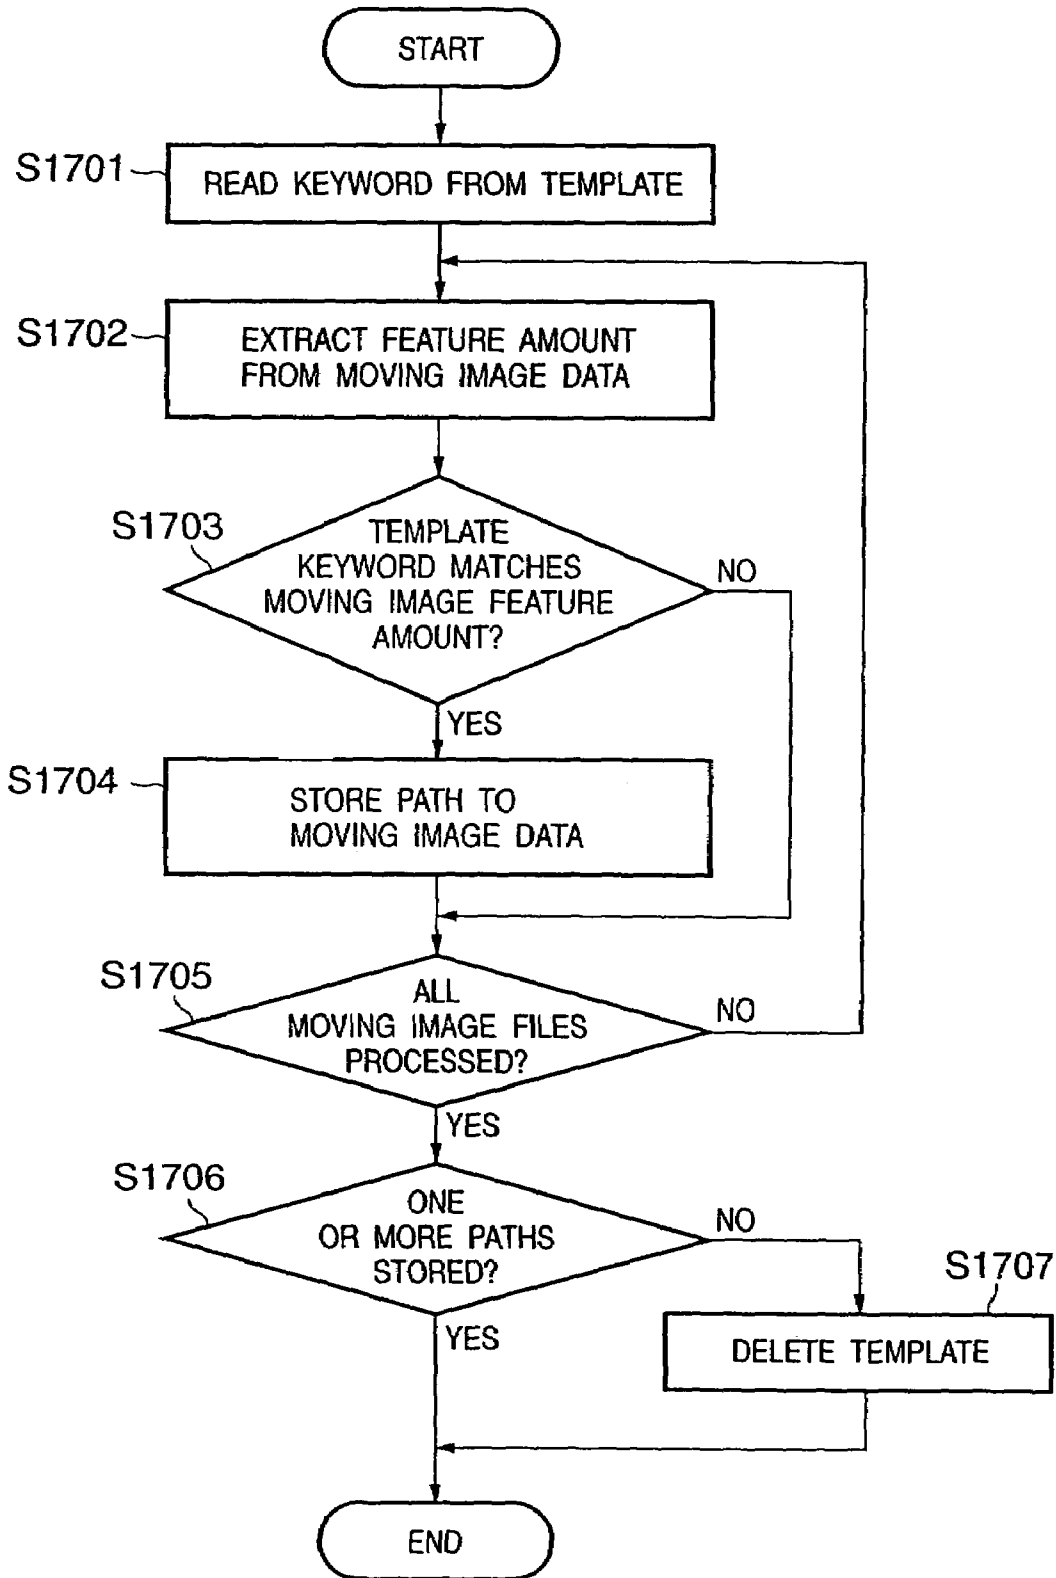 START
S1701
READ KEYWORD FROM TEMPLATE
S1702
EXTRACT FEATURE AMOUNT
FROM MOVING IMAGE DATA
S1703
TEMPLATE
KEYWORD MATCHES
MOVING IMAGE FEATURE
AMOUNT?
NO
YES
S1704
STORE PATH TO
MOVING IMAGE DATA
S1705
ALL
MOVING IMAGE FILES
PROCESSED?
NO
YES
S1706
ONE
OR MORE PATHS
STORED?
NO
YES
S1707
DELETE TEMPLATE
END